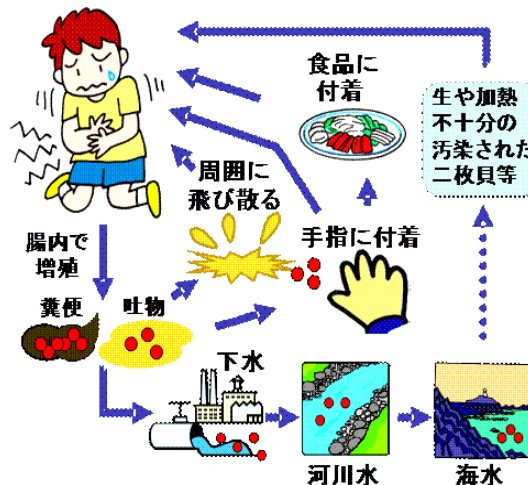 食品に
付着
生や加熱
不十分の
汚染された
二枚貝等
周囲に
飛び散る
手指に付着
腸内で
増殖
糞便
吐物
下水
河川水
海水